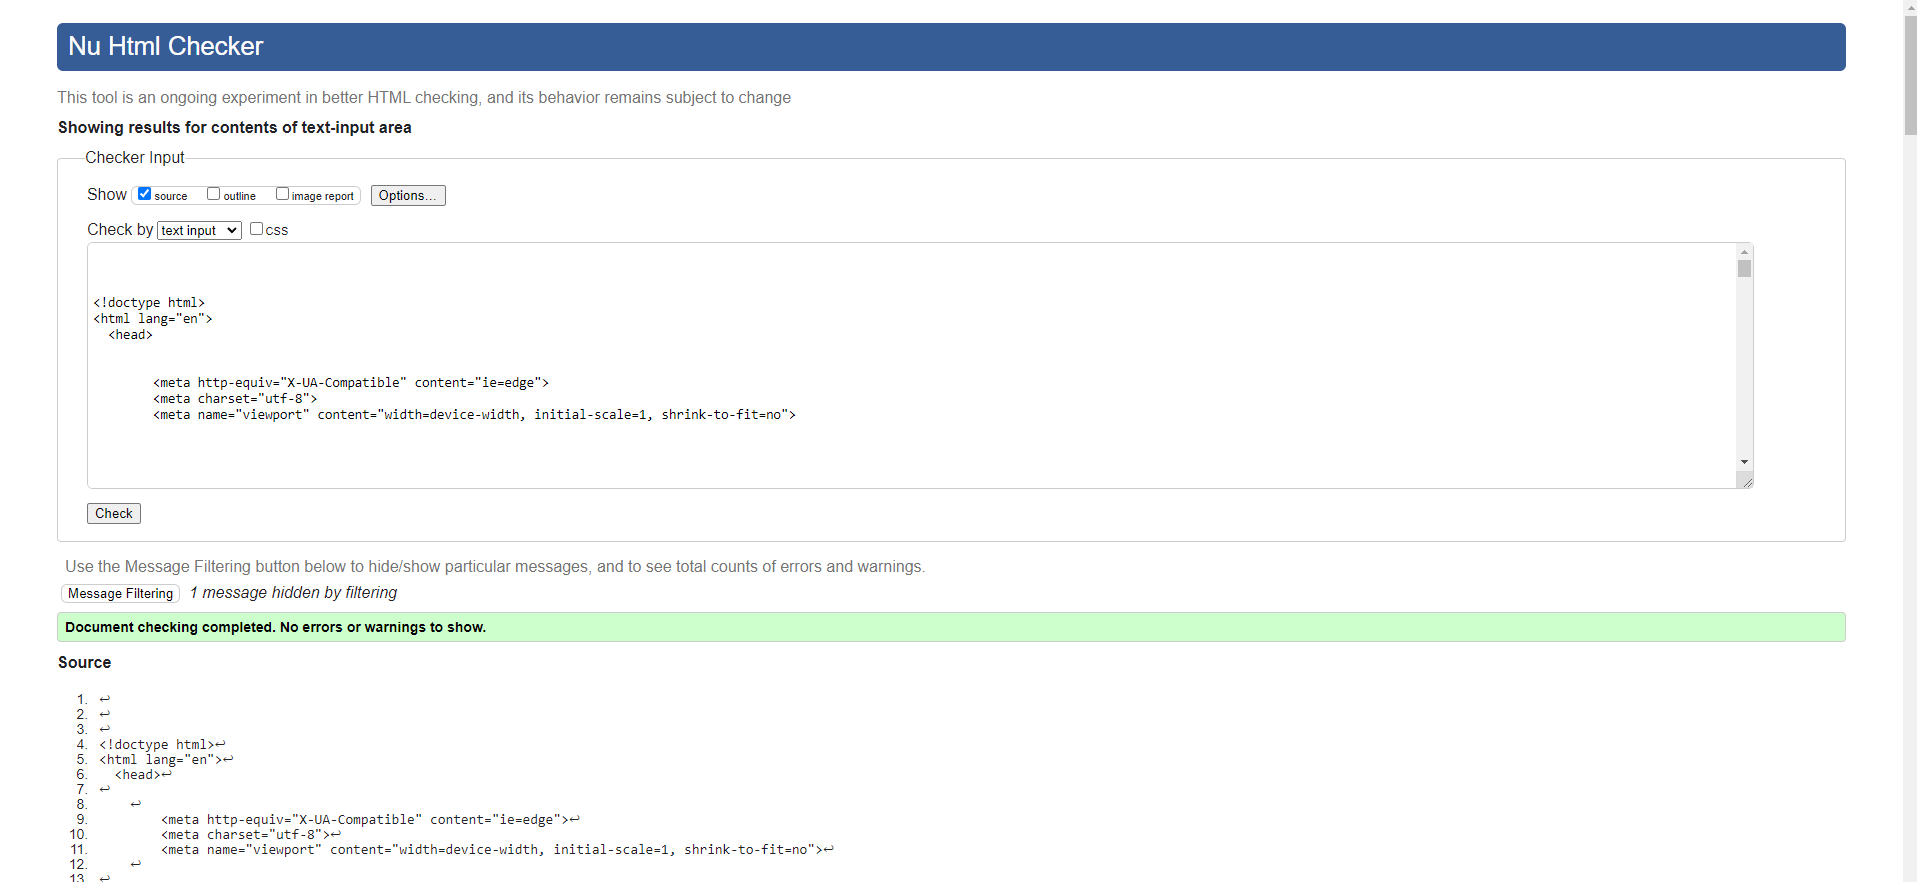 Nu Html Checker
This tool is an ongoing experiment in better HTML checking, and its behavior remains subject to change
Showing results for contents of text-input area
Checker Input
Show source outline image report Options...
Check by text input css
<!doctype html>
<html lang="en">
  <head>
        <meta http-equiv="X-UA-Compatible" content="ie=edge">
        <meta charset="utf-8">
        <meta name="viewport" content="width=device-width, initial-scale=1, shrink-to-fit=no">
Check
Use the Message Filtering button below to hide/show particular messages, and to see total counts of errors and warnings.
Message Filtering 1 message hidden by filtering
Document checking completed. No errors or warnings to show.
Source
1. ↩
2. ↩
3. ↩
4. <!doctype html>↩
5. <html lang="en">↩
6.   <head>↩
7. ↩
8.     ↩
9.         <meta http-equiv="X-UA-Compatible" content="ie=edge">↩
10.         <meta charset="utf-8">↩
11.         <meta name="viewport" content="width=device-width, initial-scale=1, shrink-to-fit=no">↩
12.     ↩
13. ↩